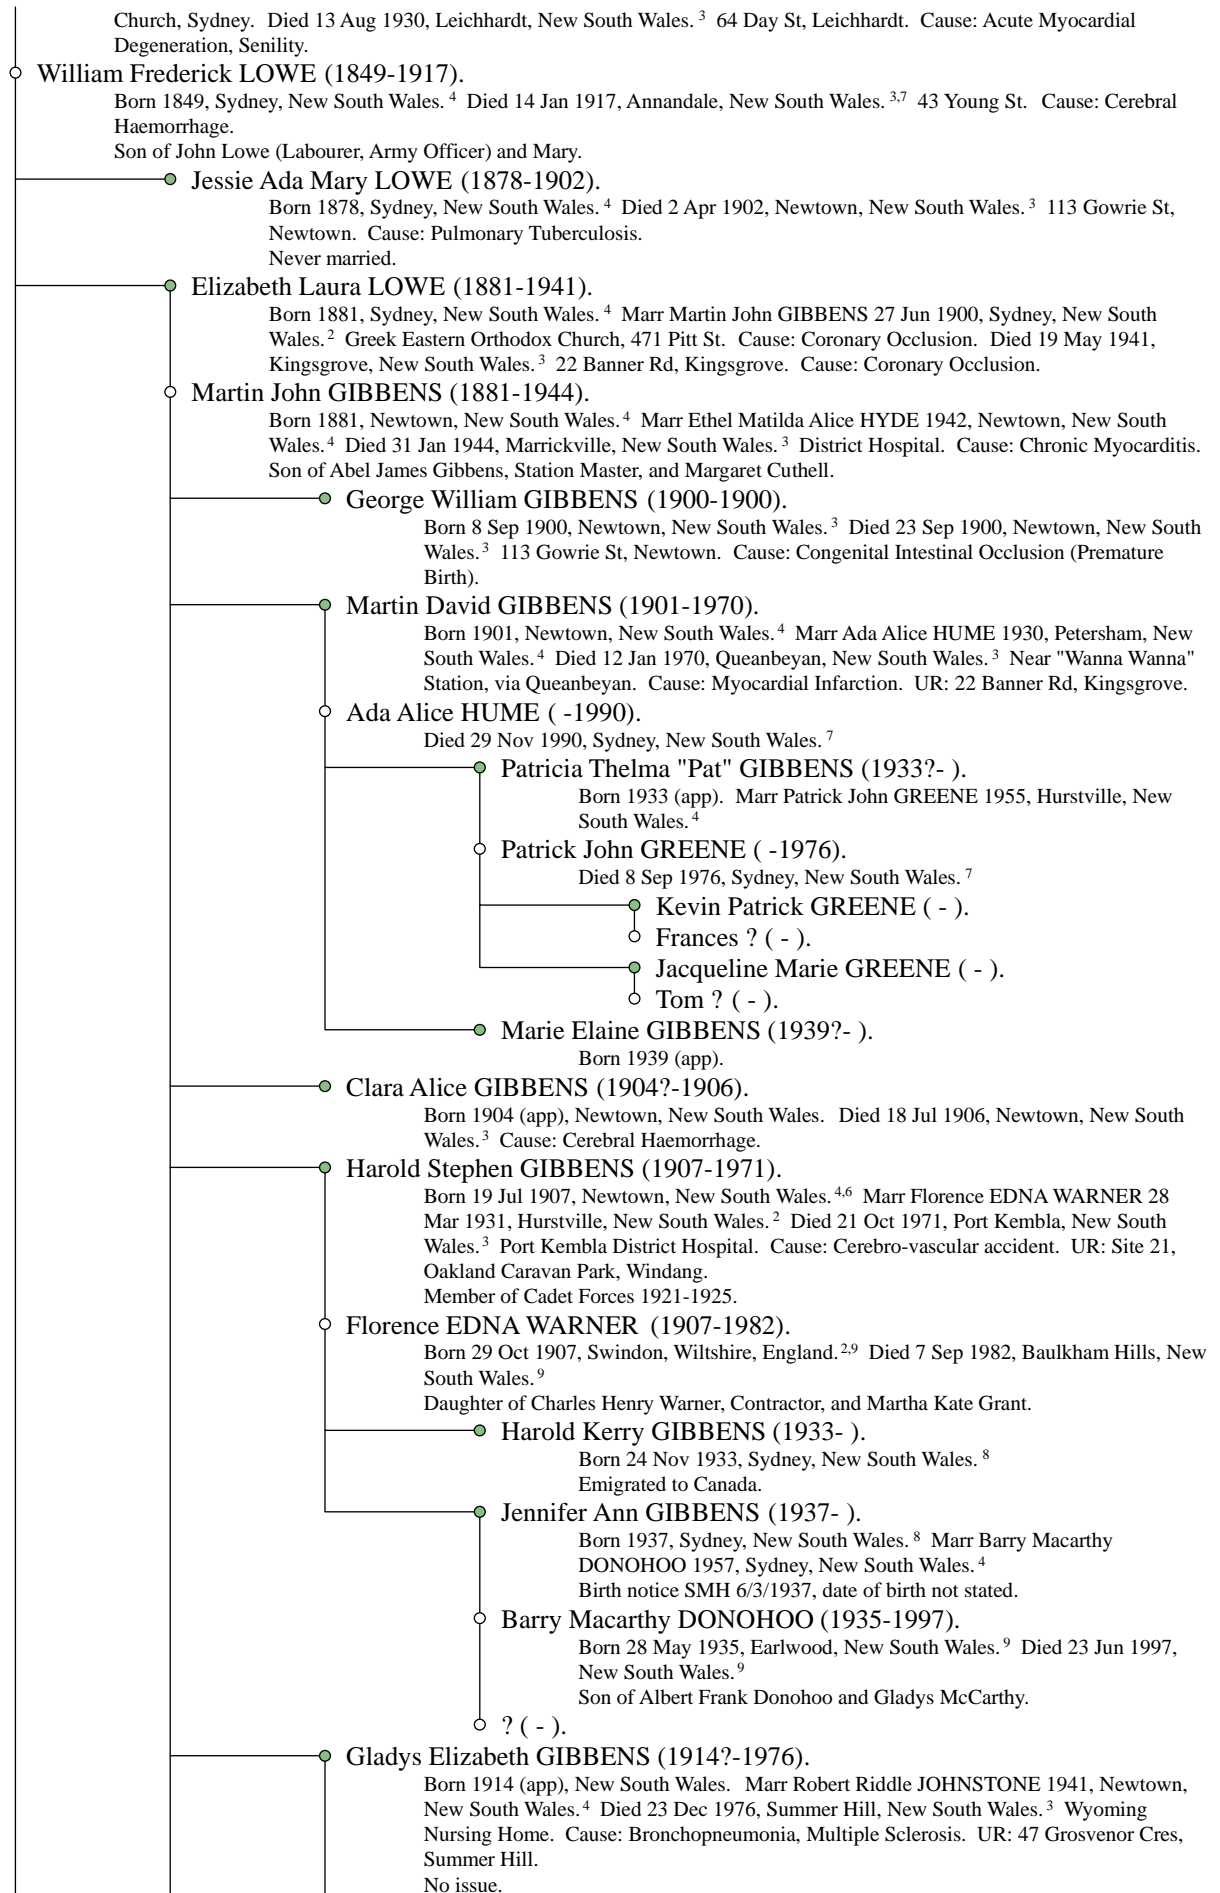 Church, Sydney. Died 13 Aug 1930, Leichhardt, New South Wales. 3 64 Day St, Leichhardt. Cause: Acute Myocardial
Degeneration, Senility.
William Frederick LOWE (1849-1917).
Born 1849, Sydney, New South Wales. 4 Died 14 Jan 1917, Annandale, New South Wales. 3,7 43 Young St. Cause: Cerebral
Haemorrhage.
Son of John Lowe (Labourer, Army Officer) and Mary.
Jessie Ada Mary LOWE (1878-1902).
Born 1878, Sydney, New South Wales. 4 Died 2 Apr 1902, Newtown, New South Wales. 3 113 Gowrie St,
Newtown. Cause: Pulmonary Tuberculosis.
Never married.
Elizabeth Laura LOWE (1881-1941).
Born 1881, Sydney, New South Wales. 4 Marr Martin John GIBBENS 27 Jun 1900, Sydney, New South
Wales. 2 Greek Eastern Orthodox Church, 471 Pitt St. Cause: Coronary Occlusion. Died 19 May 1941,
Kingsgrove, New South Wales. 3 22 Banner Rd, Kingsgrove. Cause: Coronary Occlusion.
Martin John GIBBENS (1881-1944).
Born 1881, Newtown, New South Wales. 4 Marr Ethel Matilda Alice HYDE 1942, Newtown, New South
Wales. 4 Died 31 Jan 1944, Marrickville, New South Wales. 3 District Hospital. Cause: Chronic Myocarditis.
Son of Abel James Gibbens, Station Master, and Margaret Cuthell.
George William GIBBENS (1900-1900).
Born 8 Sep 1900, Newtown, New South Wales. 3 Died 23 Sep 1900, Newtown, New South
Wales. 3 113 Gowrie St, Newtown. Cause: Congenital Intestinal Occlusion (Premature
Birth).
Martin David GIBBENS (1901-1970).
Born 1901, Newtown, New South Wales. 4 Marr Ada Alice HUME 1930, Petersham, New
South Wales. 4 Died 12 Jan 1970, Queanbeyan, New South Wales. 3 Near "Wanna Wanna"
Station, via Queanbeyan. Cause: Myocardial Infarction. UR: 22 Banner Rd, Kingsgrove.
Ada Alice HUME ( -1990).
Died 29 Nov 1990, Sydney, New South Wales. 7
Patricia Thelma "Pat" GIBBENS (1933?- ).
Born 1933 (app). Marr Patrick John GREENE 1955, Hurstville, New
South Wales. 4
Patrick John GREENE ( -1976).
Died 8 Sep 1976, Sydney, New South Wales. 7
Kevin Patrick GREENE ( - ).
Frances ? ( - ).
Jacqueline Marie GREENE ( - ).
Tom ? ( - ).
Marie Elaine GIBBENS (1939?- ).
Born 1939 (app).
Clara Alice GIBBENS (1904?-1906).
Born 1904 (app), Newtown, New South Wales. Died 18 Jul 1906, Newtown, New South
Wales. 3 Cause: Cerebral Haemorrhage.
Harold Stephen GIBBENS (1907-1971).
Born 19 Jul 1907, Newtown, New South Wales. 4,6 Marr Florence EDNA WARNER 28
Mar 1931, Hurstville, New South Wales. 2 Died 21 Oct 1971, Port Kembla, New South
Wales. 3 Port Kembla District Hospital. Cause: Cerebro-vascular accident. UR: Site 21,
Oakland Caravan Park, Windang.
Member of Cadet Forces 1921-1925.
Florence EDNA WARNER (1907-1982).
Born 29 Oct 1907, Swindon, Wiltshire, England. 2,9 Died 7 Sep 1982, Baulkham Hills, New
South Wales. 9
Daughter of Charles Henry Warner, Contractor, and Martha Kate Grant.
Harold Kerry GIBBENS (1933- ).
Born 24 Nov 1933, Sydney, New South Wales. 8
Emigrated to Canada.
Jennifer Ann GIBBENS (1937- ).
Born 1937, Sydney, New South Wales. 8 Marr Barry Macarthy
DONOHOO 1957, Sydney, New South Wales. 4
Birth notice SMH 6/3/1937, date of birth not stated.
Barry Macarthy DONOHOO (1935-1997).
Born 28 May 1935, Earlwood, New South Wales. 9 Died 23 Jun 1997,
New South Wales. 9
Son of Albert Frank Donohoo and Gladys McCarthy.
? ( - ).
Gladys Elizabeth GIBBENS (1914?-1976).
Born 1914 (app), New South Wales. Marr Robert Riddle JOHNSTONE 1941, Newtown,
New South Wales. 4 Died 23 Dec 1976, Summer Hill, New South Wales. 3 Wyoming
Nursing Home. Cause: Bronchopneumonia, Multiple Sclerosis. UR: 47 Grosvenor Cres,
Summer Hill.
No issue.